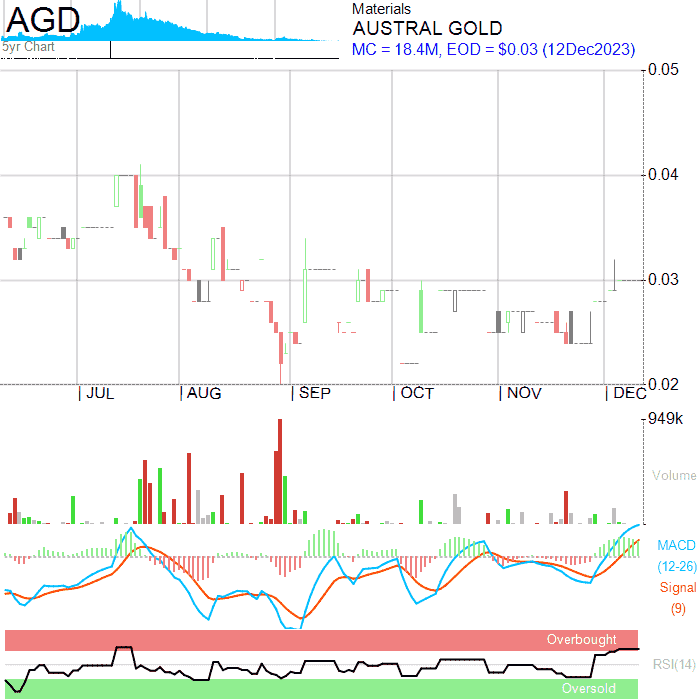 AGD
5yr Chart
Materials
AUSTRAL GOLD
MC = 18.4M, EOD = $0.03 (12Dec2023)
0.05
0.04
0.03
0.02
| JUL | AUG | SEP | OCT | NOV | DEC
949k
Volume
MACD
(12-26)
Signal
(9)
Overbought
RSI(14)
Oversold